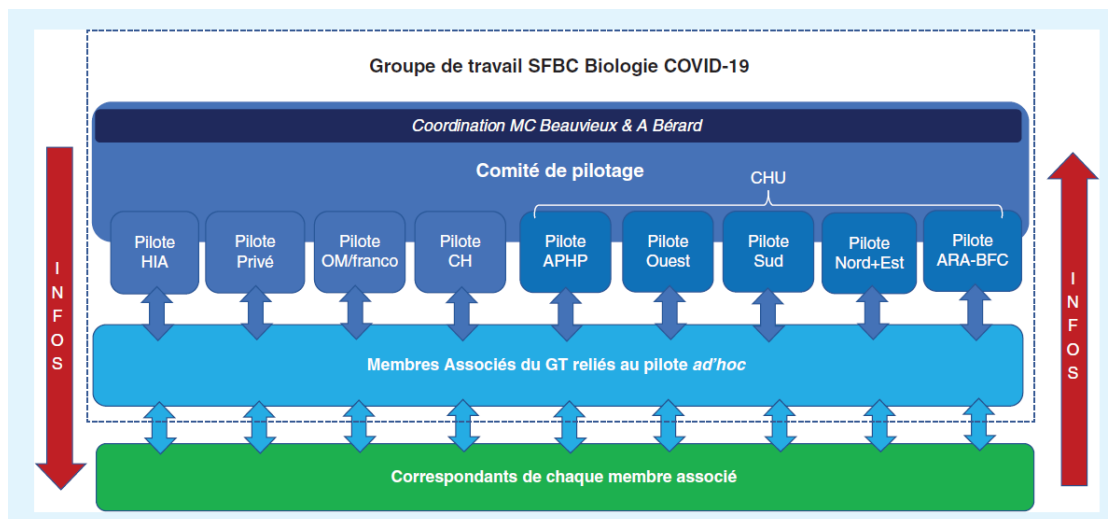 Groupe de travail SFBC Biologie COVID-19
Coordination MC Beauvieux & A Bérard
Comité de pilotage
CHU
Pilote
HIA
Pilote
Privé
Pilote
OM/franco
Pilote
CH
Pilote
APHP
Pilote
Ouest
Pilote
Sud
Pilote
Nord+Est
Pilote
ARA-BFC
I
N
F
O
S
I
N
F
O
S
Membres Associés du GT reliés au pilote ad'hoc
Correspondants de chaque membre associé